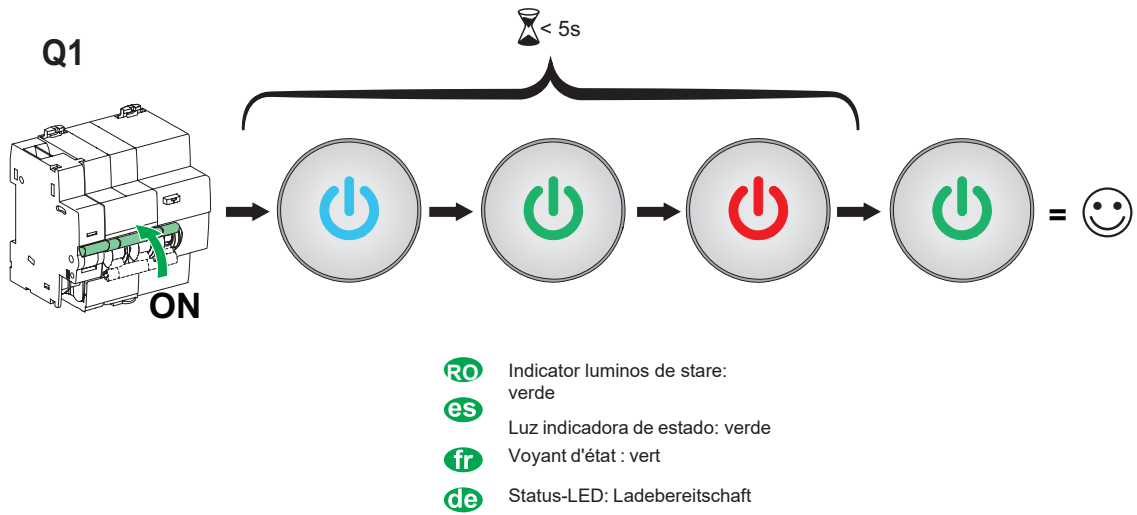 < 5s
Q1
ON
=
RO Indicator luminos de stare:
verde
es Luz indicadora de estado: verde
fr Voyant d'état : vert
de Status-LED: Ladebereitschaft